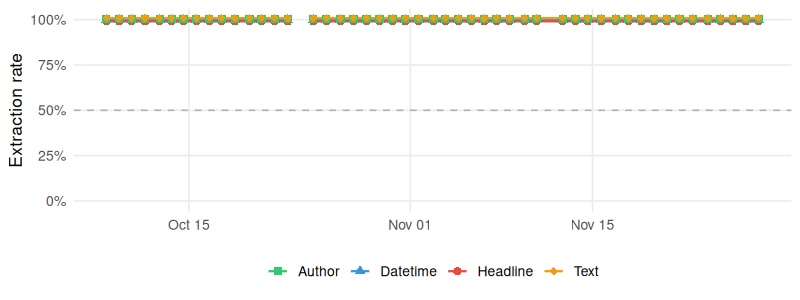 Extraction rate
100%
75%
50%
25%
0%
Oct 15
Nov 01
Nov 15
Author
Datetime
Headline
Text